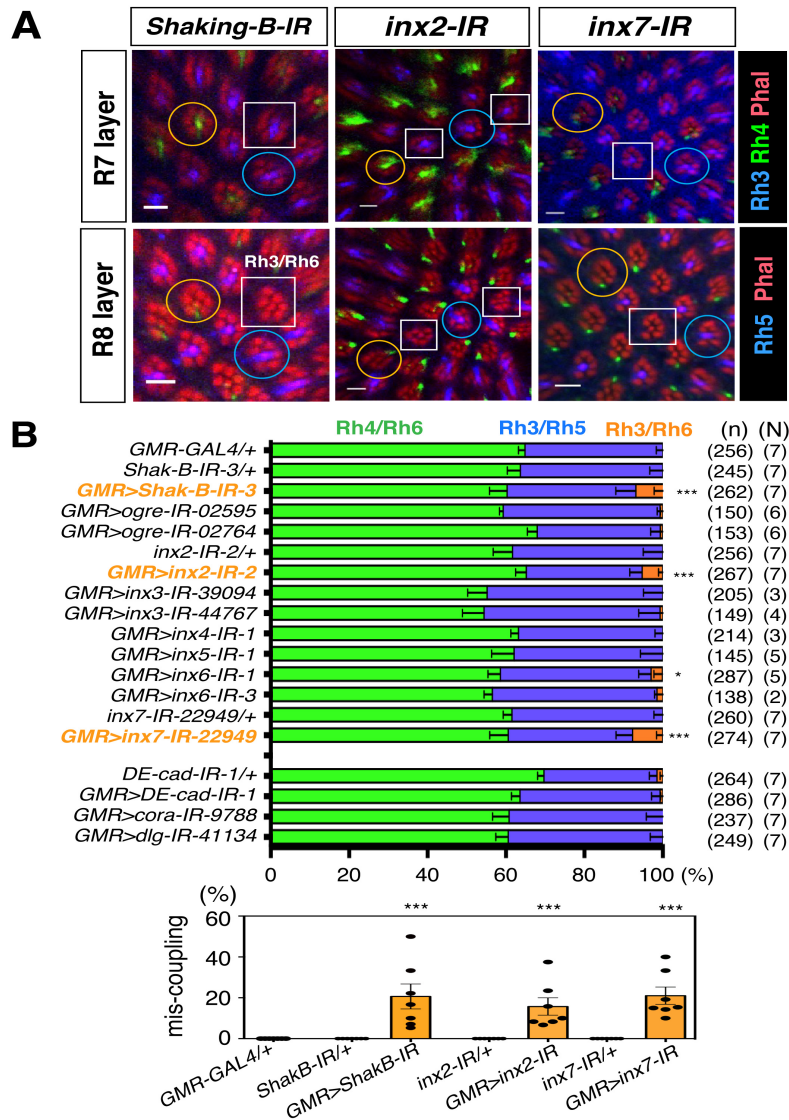 A
Shaking-B-IR
inx2-IR
inx7-IR
R7 layer
Rh3 Rh4 Phal
R8 layer
Rh3/Rh6
Rh5 Phal
B
Rh4/Rh6 Rh3/Rh5 Rh3/Rh6 (n) (N)
GMR-GAL4/+ (256) (7)
Shak-B-IR-3/+ (245) (7)
GMR>Shak-B-IR-3 *** (262) (7)
GMR>ogre-IR-02595 (150) (6)
GMR>ogre-IR-02764 (153) (6)
inx2-IR-2/+ (256) (7)
GMR>inx2-IR-2 *** (267) (7)
GMR>inx3-IR-39094 (205) (3)
GMR>inx3-IR-44767 (149) (4)
GMR>inx4-IR-1 (214) (3)
GMR>inx5-IR-1 (145) (5)
GMR>inx6-IR-1 * (287) (5)
GMR>inx6-IR-3 (138) (2)
inx7-IR-22949/+ (260) (7)
GMR>inx7-IR-22949 *** (274) (7)
DE-cad-IR-1/+ (264) (7)
GMR>DE-cad-IR-1 (286) (7)
GMR>cora-IR-9788 (237) (7)
GMR>dlg-IR-41134 (249) (7)
0 20 40 60 80 100 (%)
(%)
*** *** ***
60
40
20
0
mis-coupling
GMR-GAL4/+
ShakB-IR/+
GMR>ShakB-IR
inx2-IR/+
GMR>inx2-IR
inx7-IR/+
GMR>inx7-IR